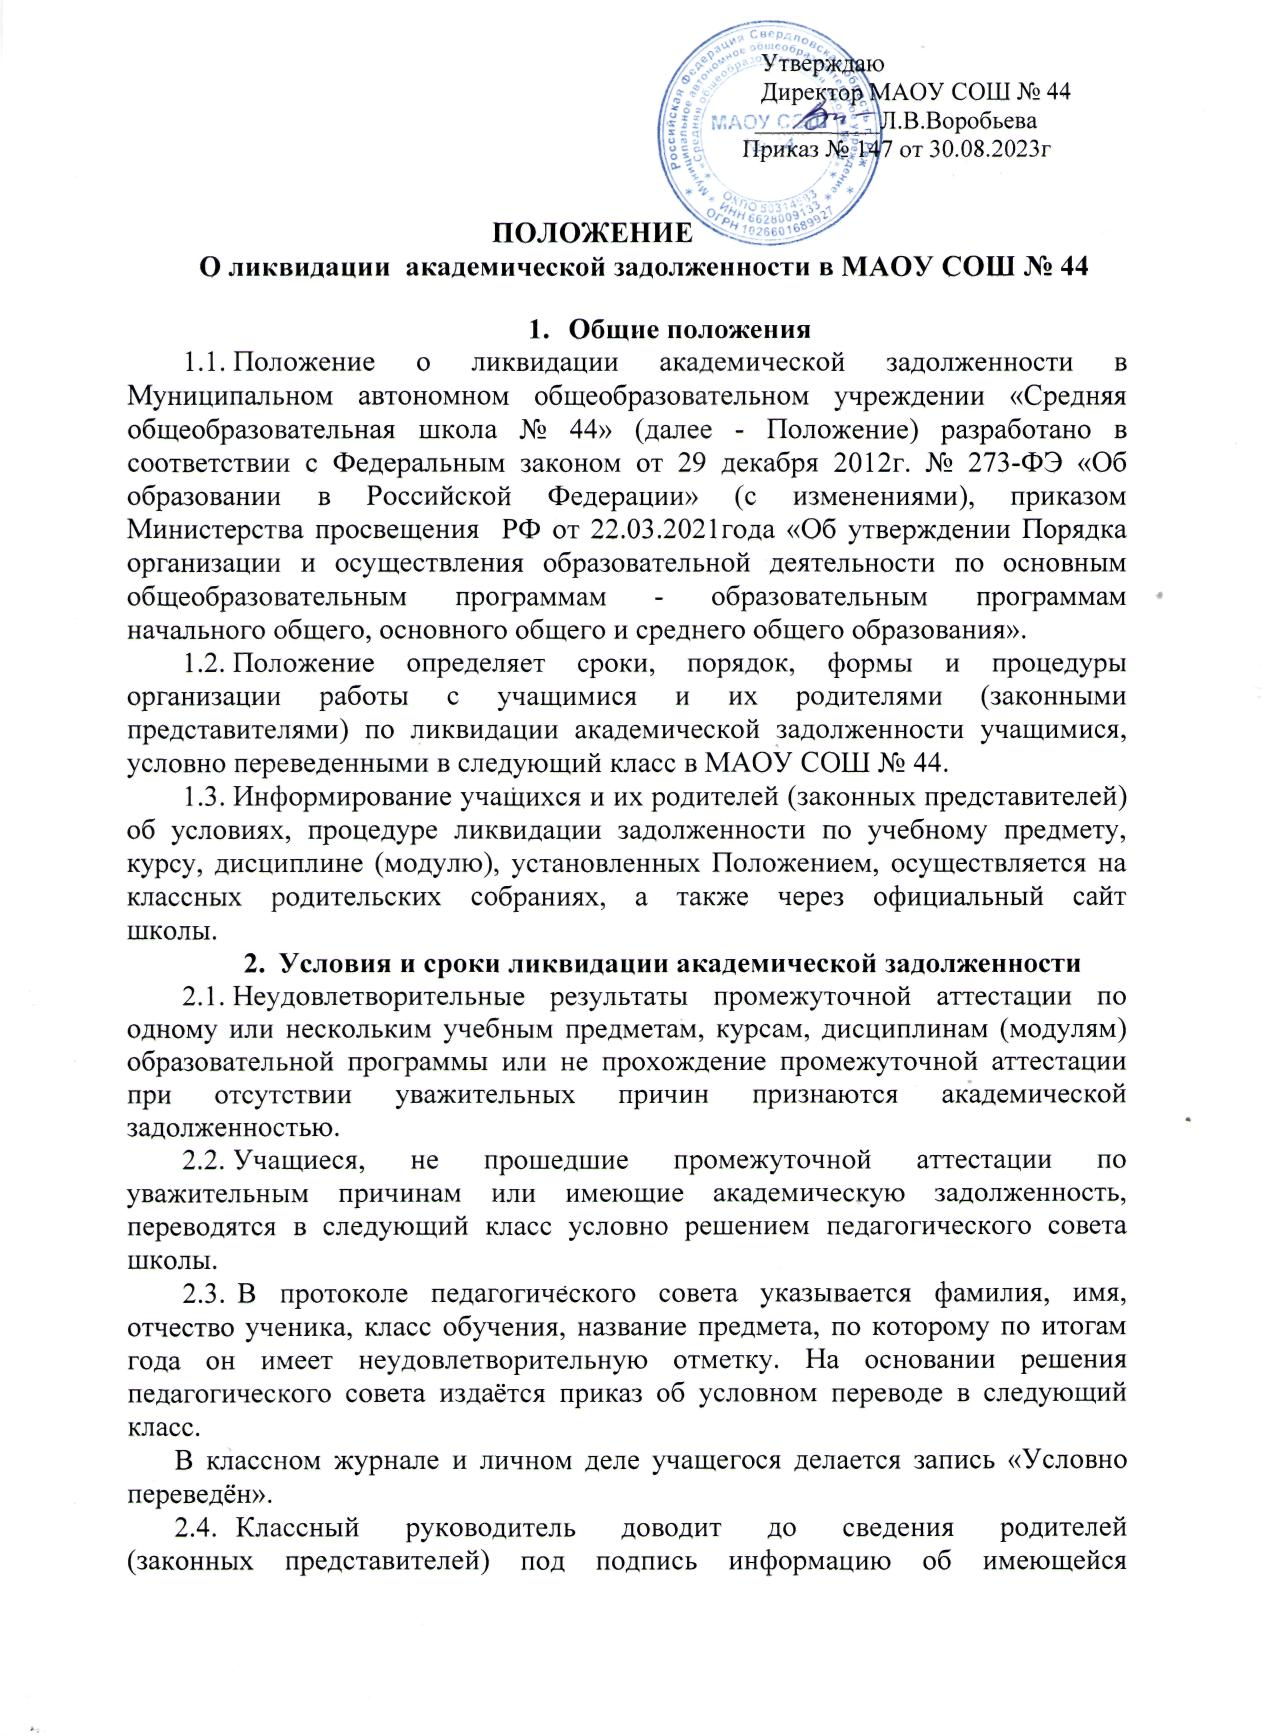 Утверждаю
Директор МАОУ СОШ № 44
Л.В.Воробьева
Приказ № 147 от 30.08.2023г
МАОУ СОШ
ИНН 6628009133
ОГРН 1026601689927
ПОЛОЖЕНИЕ
О ликвидации академической задолженности в МАОУ СОШ № 44
1. Общие положения
1.1. Положение о ликвидации академической задолженности в
Муниципальном автономном общеобразовательном учреждении «Средняя
общеобразовательная школа № 44» (далее - Положение) разработано в
соответствии с Федеральным законом от 29 декабря 2012г. № 273-ФЭ «Об
образовании в Российской Федерации» (с изменениями), приказом
Министерства просвещения РФ от 22.03.2021года «Об утверждении Порядка
организации и осуществления образовательной деятельности по основным
общеобразовательным программам - образовательным программам
начального общего, основного общего и среднего общего образования».
1.2. Положение определяет сроки, порядок, формы и процедуры
организации работы с учащимися и их родителями (законными
представителями) по ликвидации академической задолженности учащимися,
условно переведенными в следующий класс в МАОУ СОШ № 44.
1.3. Информирование учащихся и их родителей (законных представителей)
об условиях, процедуре ликвидации задолженности по учебному предмету,
курсу, дисциплине (модулю), установленных Положением, осуществляется на
классных родительских собраниях, а также через официальный сайт
школы.
2. Условия и сроки ликвидации академической задолженности
2.1. Неудовлетворительные результаты промежуточной аттестации по
одному или нескольким учебным предметам, курсам, дисциплинам (модулям)
образовательной программы или не прохождение промежуточной аттестации
при отсутствии уважительных причин признаются академической
задолженностью.
2.2. Учащиеся, не прошедшие промежуточной аттестации по
уважительным причинам или имеющие академическую задолженность,
переводятся в следующий класс условно решением педагогического совета
школы.
2.3. В протоколе педагогического совета указывается фамилия, имя,
отчество ученика, класс обучения, название предмета, по которому по итогам
года он имеет неудовлетворительную отметку. На основании решения
педагогического совета издаётся приказ об условном переводе в следующий
класс.
В классном журнале и личном деле учащегося делается запись «Условно
переведён».
2.4. Классный руководитель доводит до сведения родителей
(законных представителей) под подпись информацию об имеющейся